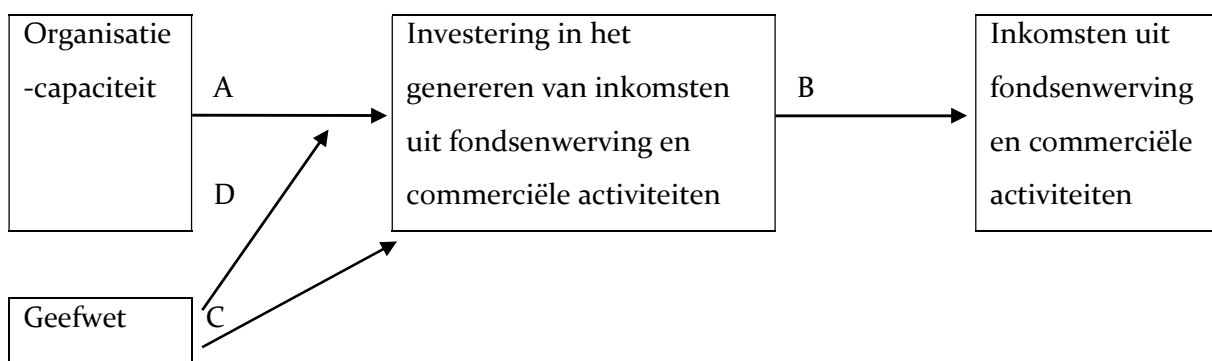 Organisatie
-capaciteit
A
Investering in het
genereren van inkomsten
uit fondsenwerving en
commerciële activiteiten
B
Inkomsten uit
fondsenwerving
en commerciële
activiteiten
D
Geefwet
C